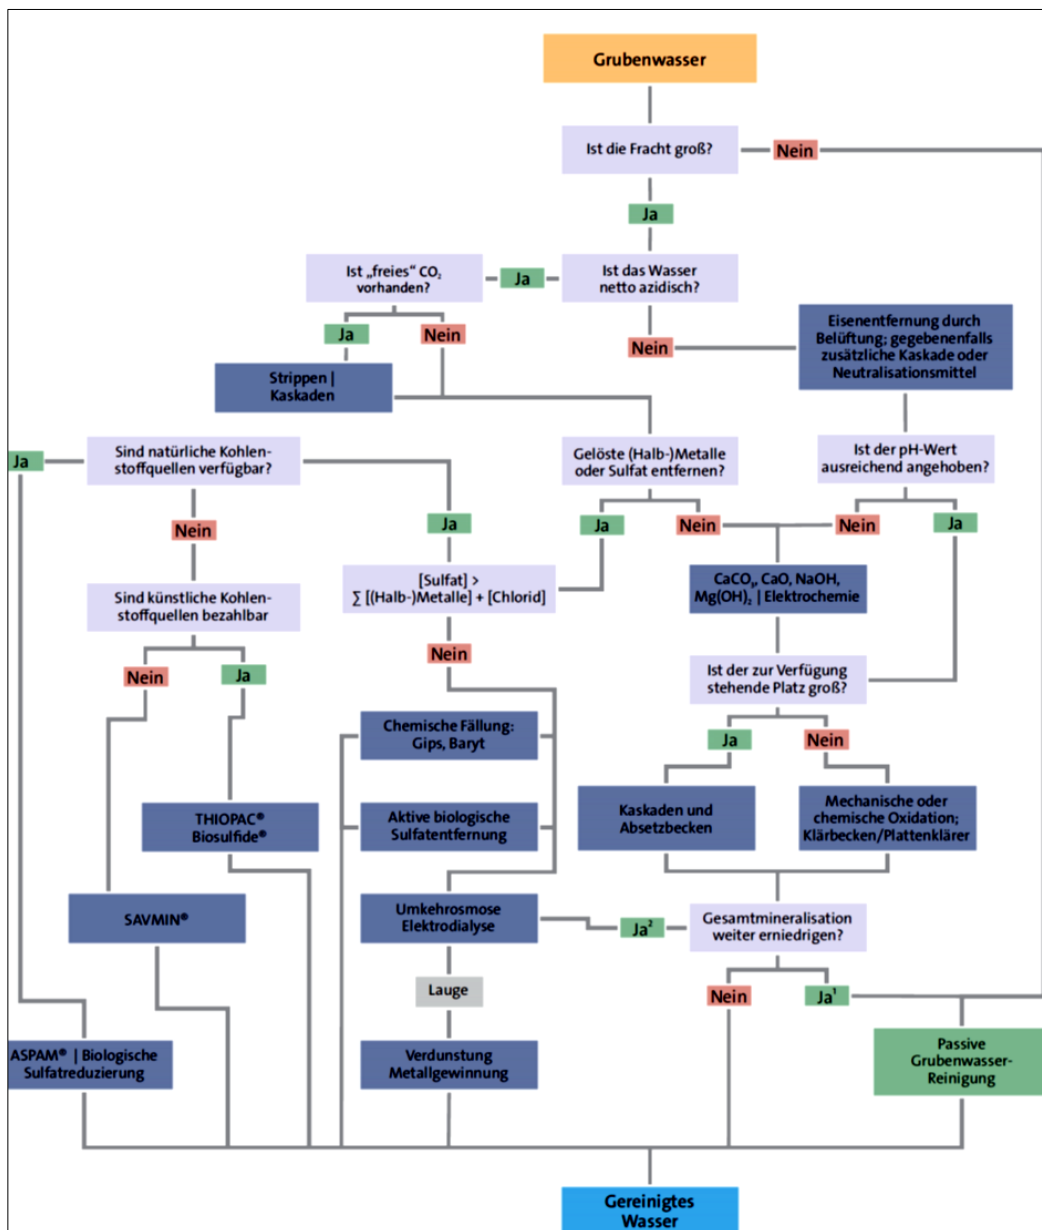 Grubenwasser
Ist die Fracht groß?
Nein
Ja
Ist „freies“ CO₂
vorhanden?
Ja
Ist das Wasser
netto azidisch?
Ja
Nein
Nein
Eisenentfernung durch
Belüftung; gegebenenfalls
zusätzliche Kaskade oder
Neutralisationsmittel
Strippen |
Kaskaden
Ja
Sind natürliche Kohlen-
stoffquellen verfügbar?
Gelöste (Halb-)Metalle
oder Sulfat entfernen?
Ist der pH-Wert
ausreichend angehoben?
Nein
Ja
Ja
Nein
Nein
Ja
Sind künstliche Kohlen-
stoffquellen bezahlbar
[Sulfat] >
∑ [(Halb-)Metalle] + [Chlorid]
CaCO₃, CaO, NaOH,
Mg(OH)₂ | Elektrochemie
Nein
Ja
Nein
Ist der zur Verfügung
stehende Platz groß?
Chemische Fällung:
Gips, Baryt
Ja
Nein
THIOPAC®
Biosulfide®
Aktive biologische
Sulfatentfernung
Kaskaden und
Absetzbecken
Mechanische oder
chemische Oxidation;
Klärbecken/Plattenklärer
SAVMIN®
Umkehrosmose
Elektrodialyse
Ja²
Gesamtmineralisation
weiter erniedrigen?
Lauge
Nein
Ja¹
ASPAM® | Biologische
Sulfatreduzierung
Verdunstung
Metallgewinnung
Passive
Grubenwasser-
Reinigung
Gereinigtes
Wasser